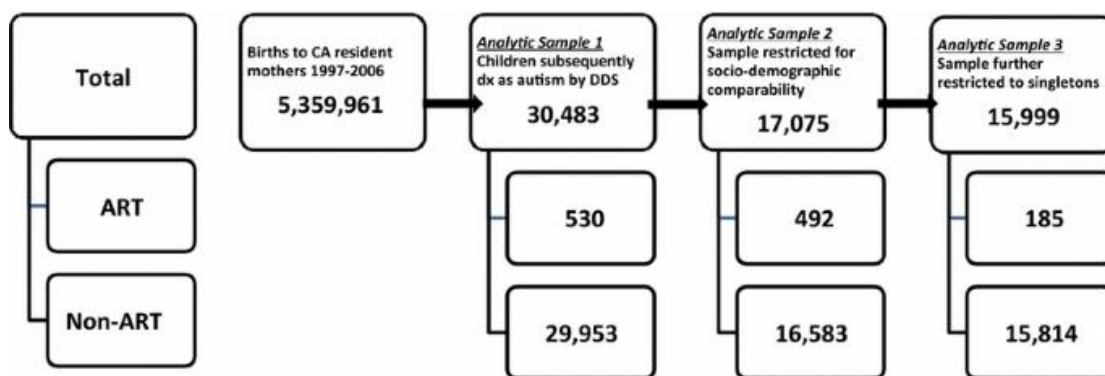 Total
ART
Non-ART
Births to CA resident
mothers 1997-2006
5,359,961
Analytic Sample 1
Children subsequently
dx as autism by DDS
30,483
530
29,953
Analytic Sample 2
Sample restricted for
socio-demographic
comparability
17,075
492
16,583
Analytic Sample 3
Sample further
restricted to singletons
15,999
185
15,814